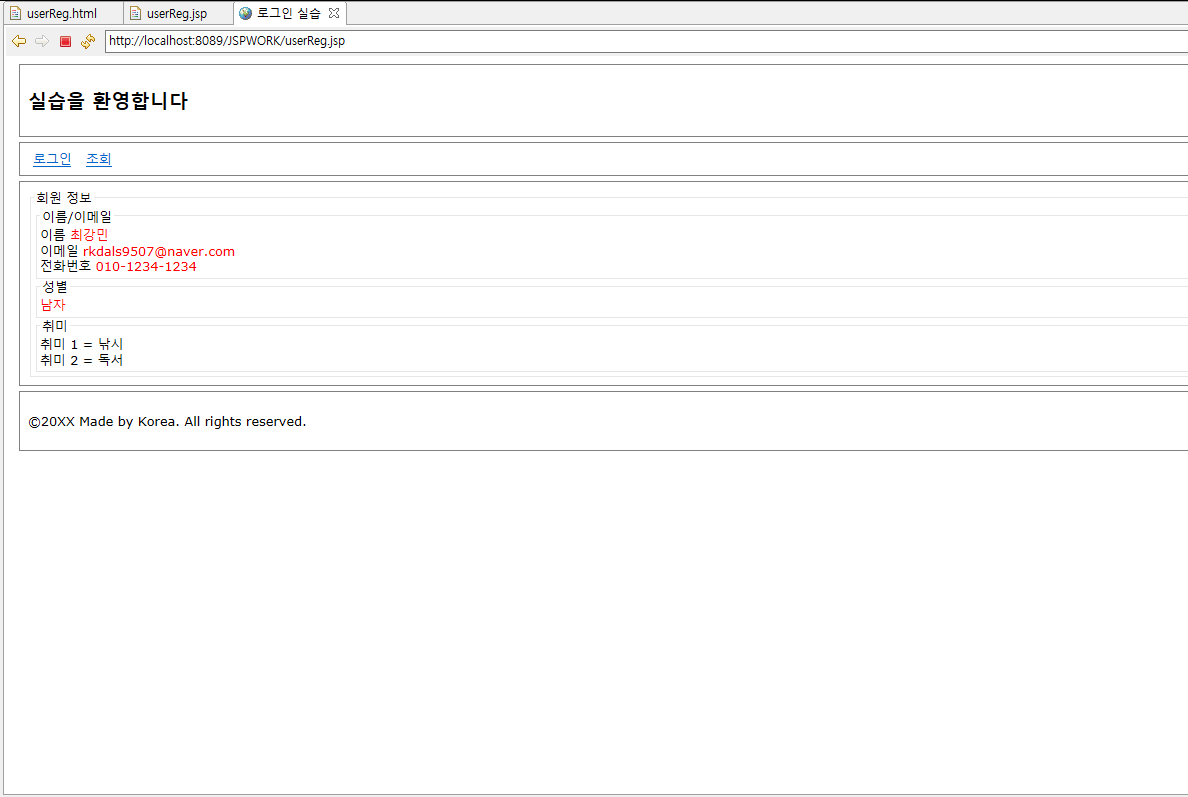 userReg.html userReg.jsp 로그인 실습
http://localhost:8089/JSPWORK/userReg.jsp
실습을 환영합니다
로그인 조회
회원 정보
이름/이메일
이름 최강민
이메일 rkdals9507@naver.com
전화번호 010-1234-1234
성별
남자
취미
취미 1 = 낚시
취미 2 = 독서
©20XX Made by Korea. All rights reserved.